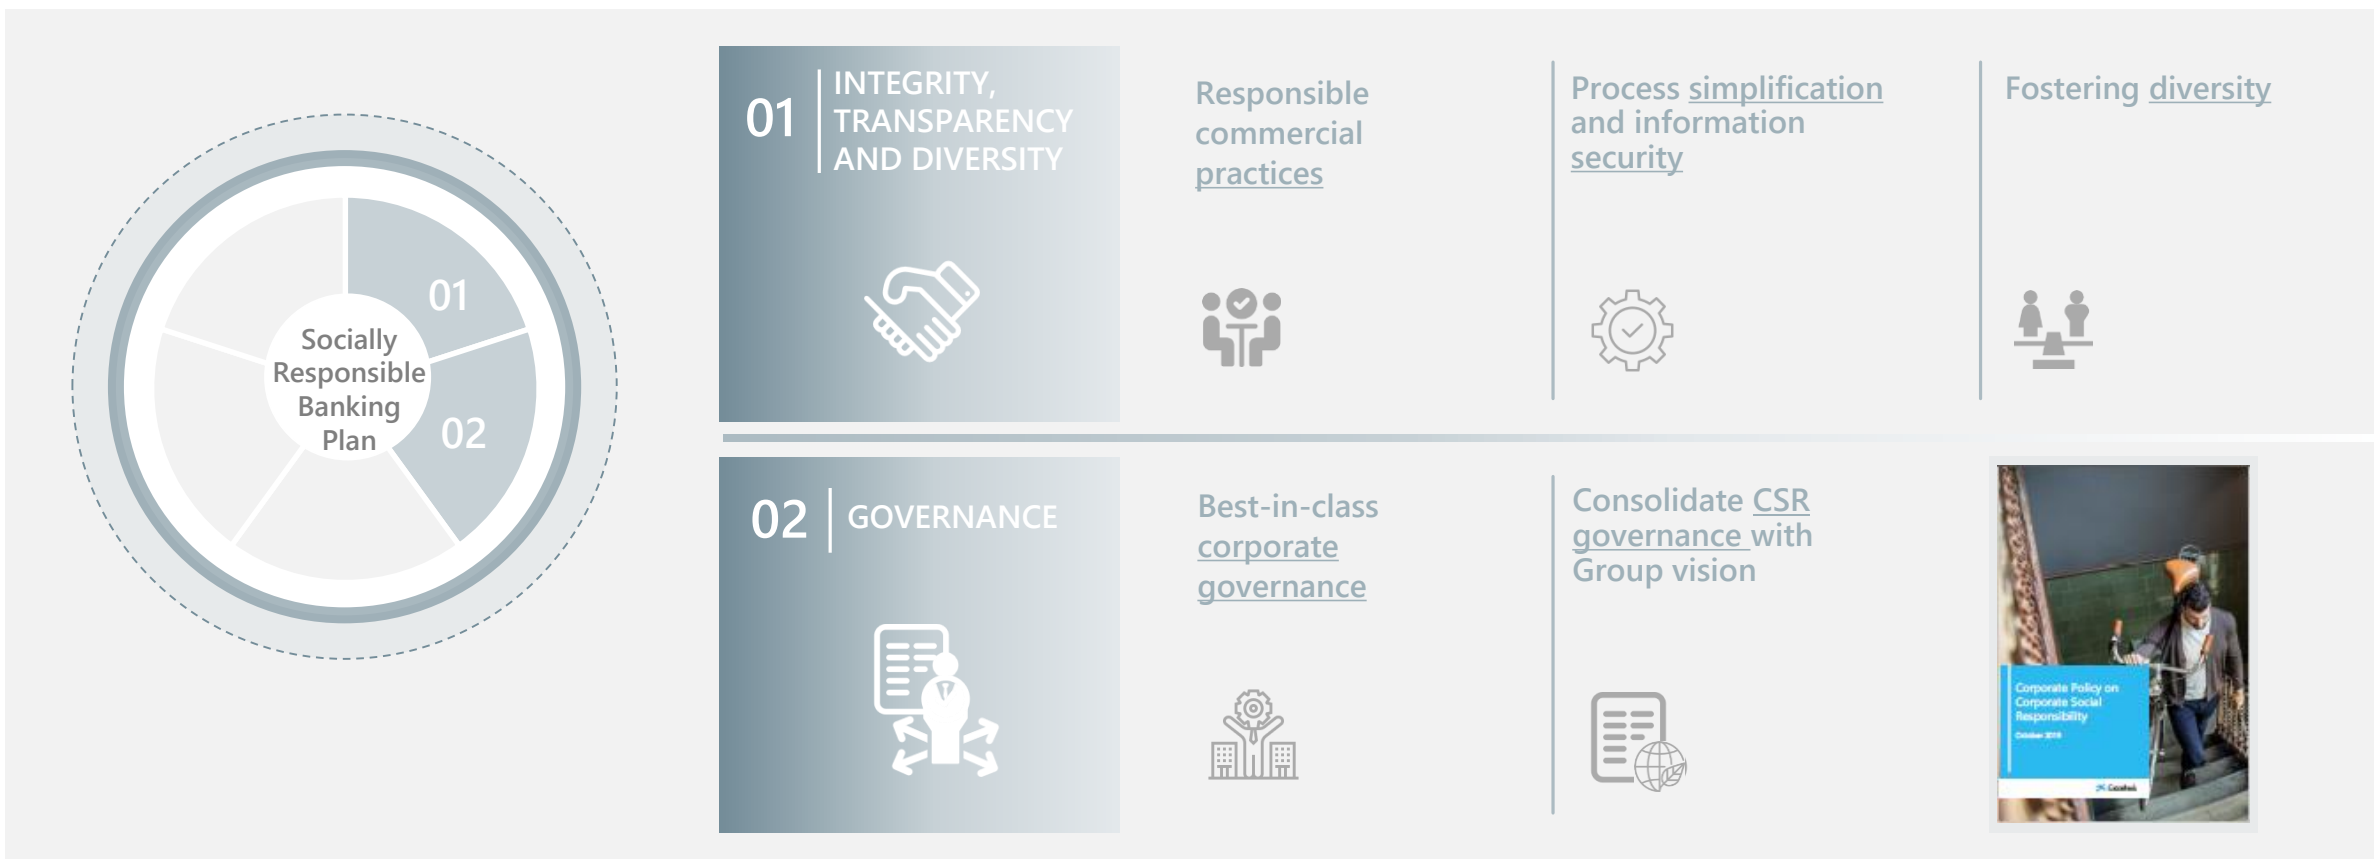 01
02
Socially
Responsible
Banking
Plan
01
INTEGRITY,
TRANSPARENCY
AND DIVERSITY
Responsible
commercial
practices
Process simplification
and information
security
Fostering diversity
02
GOVERNANCE
Best-in-class
corporate
governance
Consolidate CSR
governance with
Group vision
Corporate Policy on
Corporate Social
Responsibility
October
CaixaBank